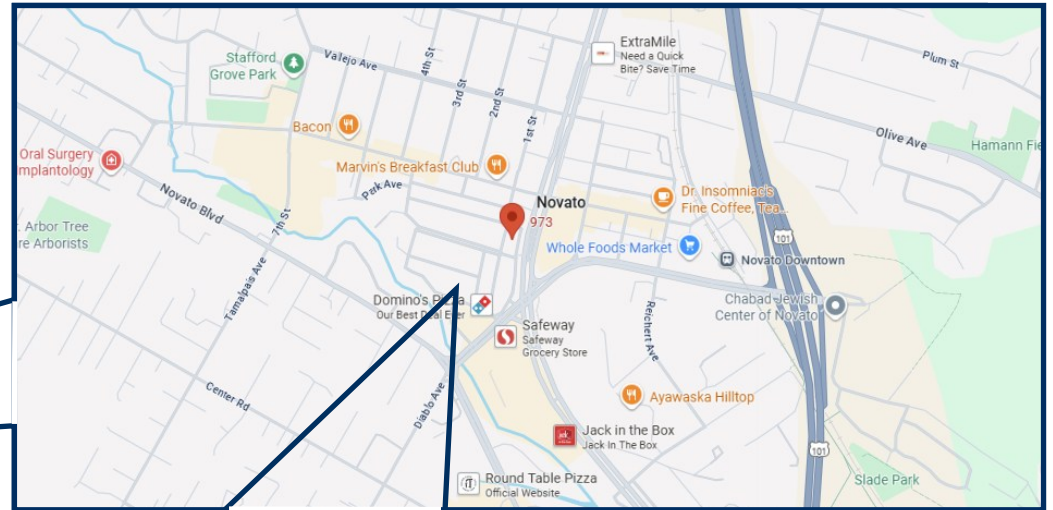 ExtraMile
Need a Quick
Bite? Save Time
Plum St
Stafford
Grove Park
Vallejo Ave
4th St
3rd St
2nd St
1st St
Bacon
Olive Ave
Hamann Fie
Oral Surgery
mplantology
Marvin's Breakfast Club
Park Ave
Novato Blvd
Novato
973
Dr. Insomniac's
Fine Coffee, Tea...
7th St
. Arbor Tree
re Arborists
Whole Foods Market
101
Novato Downtown
Tamalpais Ave
Domino's Pizza
Our Best Deal Ever
Chabad-Jewish
Center of Novato
Safeway
Safeway
Grocery Store
Reichert Ave
Center Rd
Diablo Ave
Ayawaska Hilltop
Jack in the Box
Jack In The Box
101
Round Table Pizza
Official Website
Slade Park